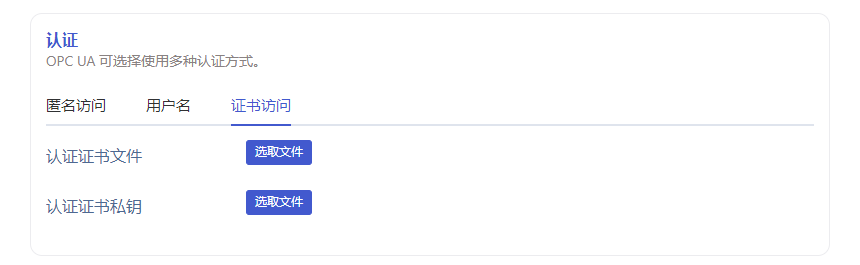 认证
OPC UA 可选择使用多种认证方式。
匿名访问 用户名 证书访问
认证证书文件 选取文件
认证证书私钥 选取文件